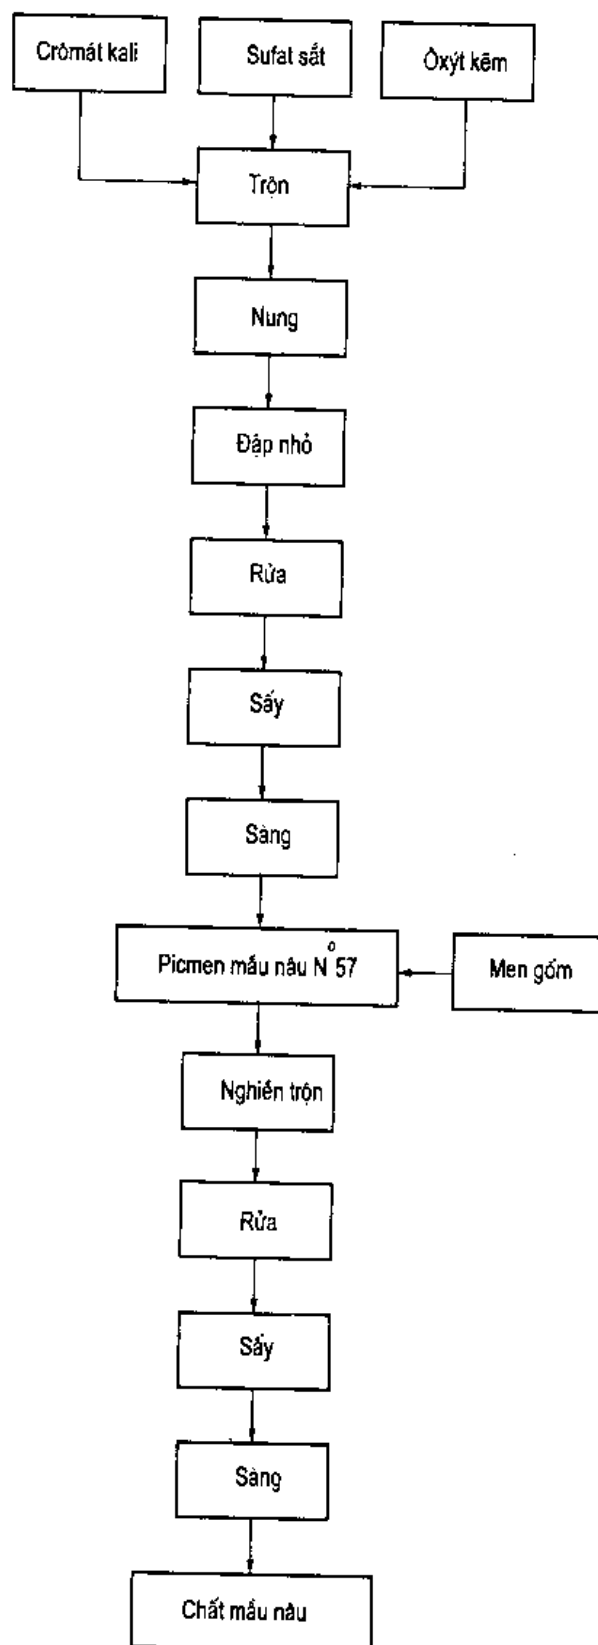 Crômát kali
Sufat sắt
Ôxýt kẽm
Trộn
Nung
Đập nhỏ
Rửa
Sấy
Sàng
Picmen mầu nâu N° 57
Men gốm
Nghiền trộn
Rửa
Sấy
Sàng
Chất mầu nâu